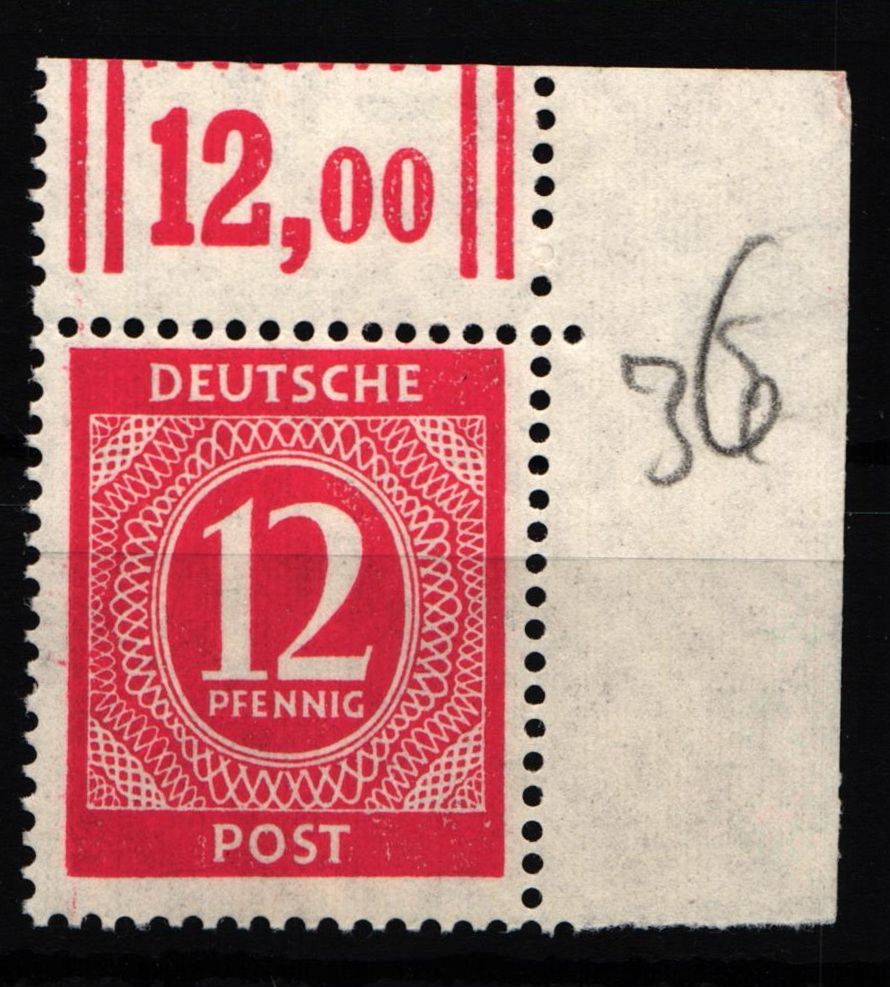 12,00
36
DEUTSCHE
12
PFENNIG
POST